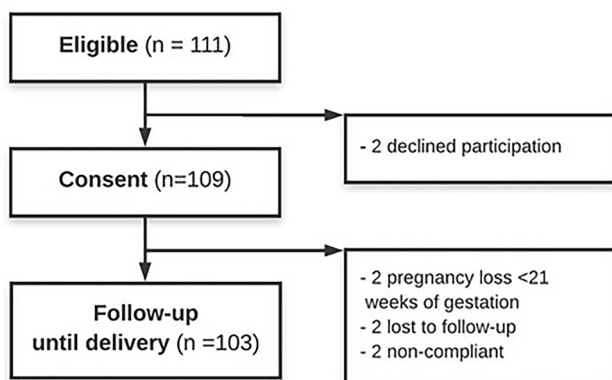 Eligible (n = 111)
- 2 declined participation
Consent (n=109)
- 2 pregnancy loss <21
weeks of gestation
- 2 lost to follow-up
- 2 non-compliant
Follow-up
until delivery (n =103)